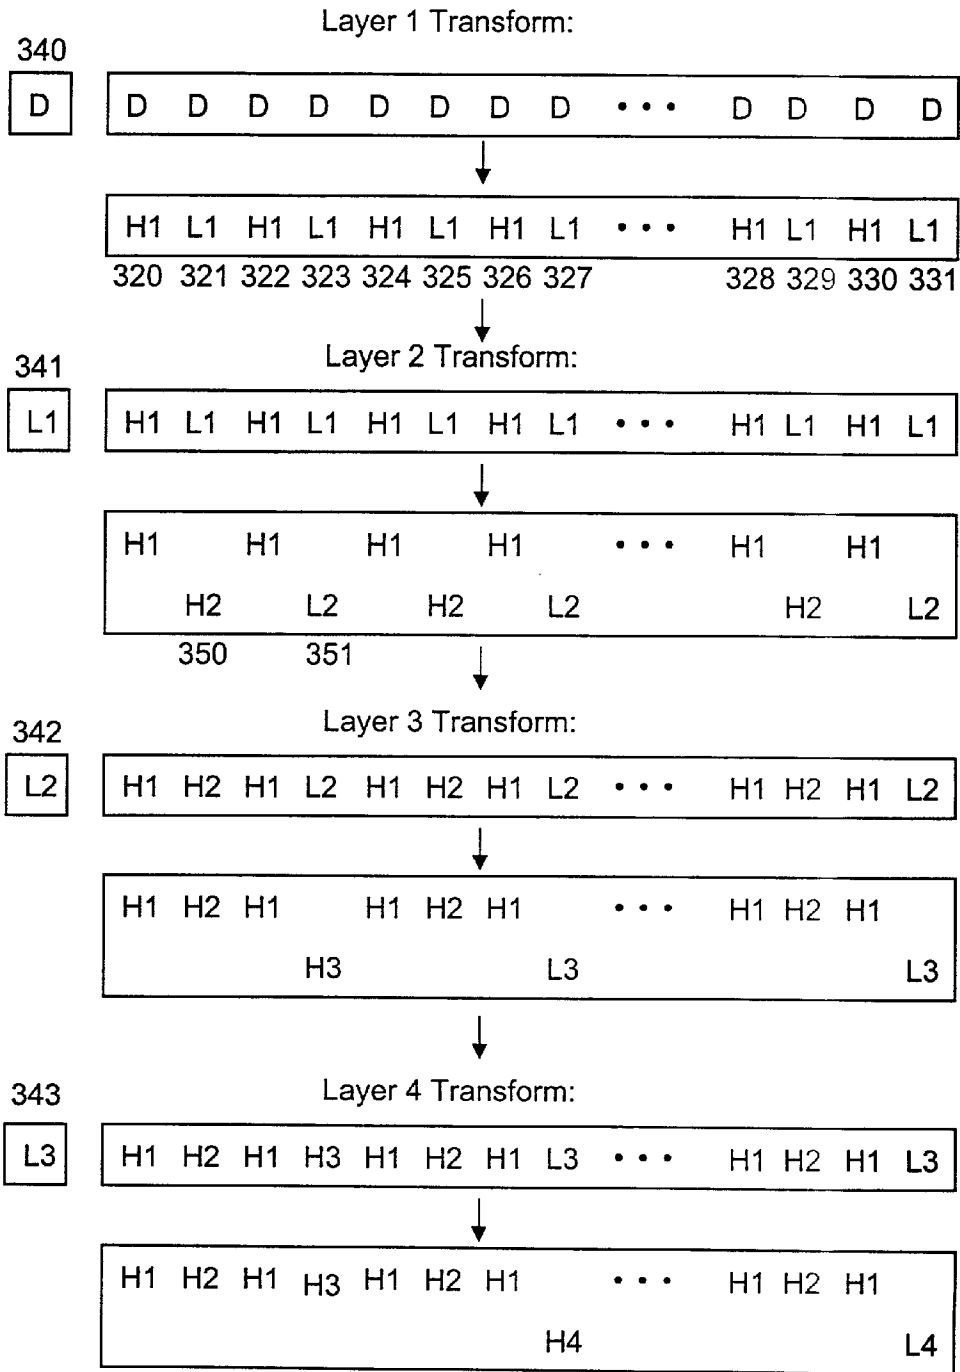 Layer 1 Transform:
340
D D D D D D D D D • • • D D D D
H1 L1 H1 L1 H1 L1 H1 L1 • • • H1 L1 H1 L1
320 321 322 323 324 325 326 327 328 329 330 331
Layer 2 Transform:
341
L1 H1 L1 H1 L1 H1 L1 H1 L1 • • • H1 L1 H1 L1
H1 H1 H1 H1 • • • H1 H1
H2 L2 H2 L2 H2 L2
350 351
Layer 3 Transform:
342
L2 H1 H2 H1 L2 H1 H2 H1 L2 • • • H1 H2 H1 L2
H1 H2 H1 H1 H2 H1 • • • H1 H2 H1
H3 L3 L3
Layer 4 Transform:
343
L3 H1 H2 H1 H3 H1 H2 H1 L3 • • • H1 H2 H1 L3
H1 H2 H1 H3 H1 H2 H1 • • • H1 H2 H1
H4 L4